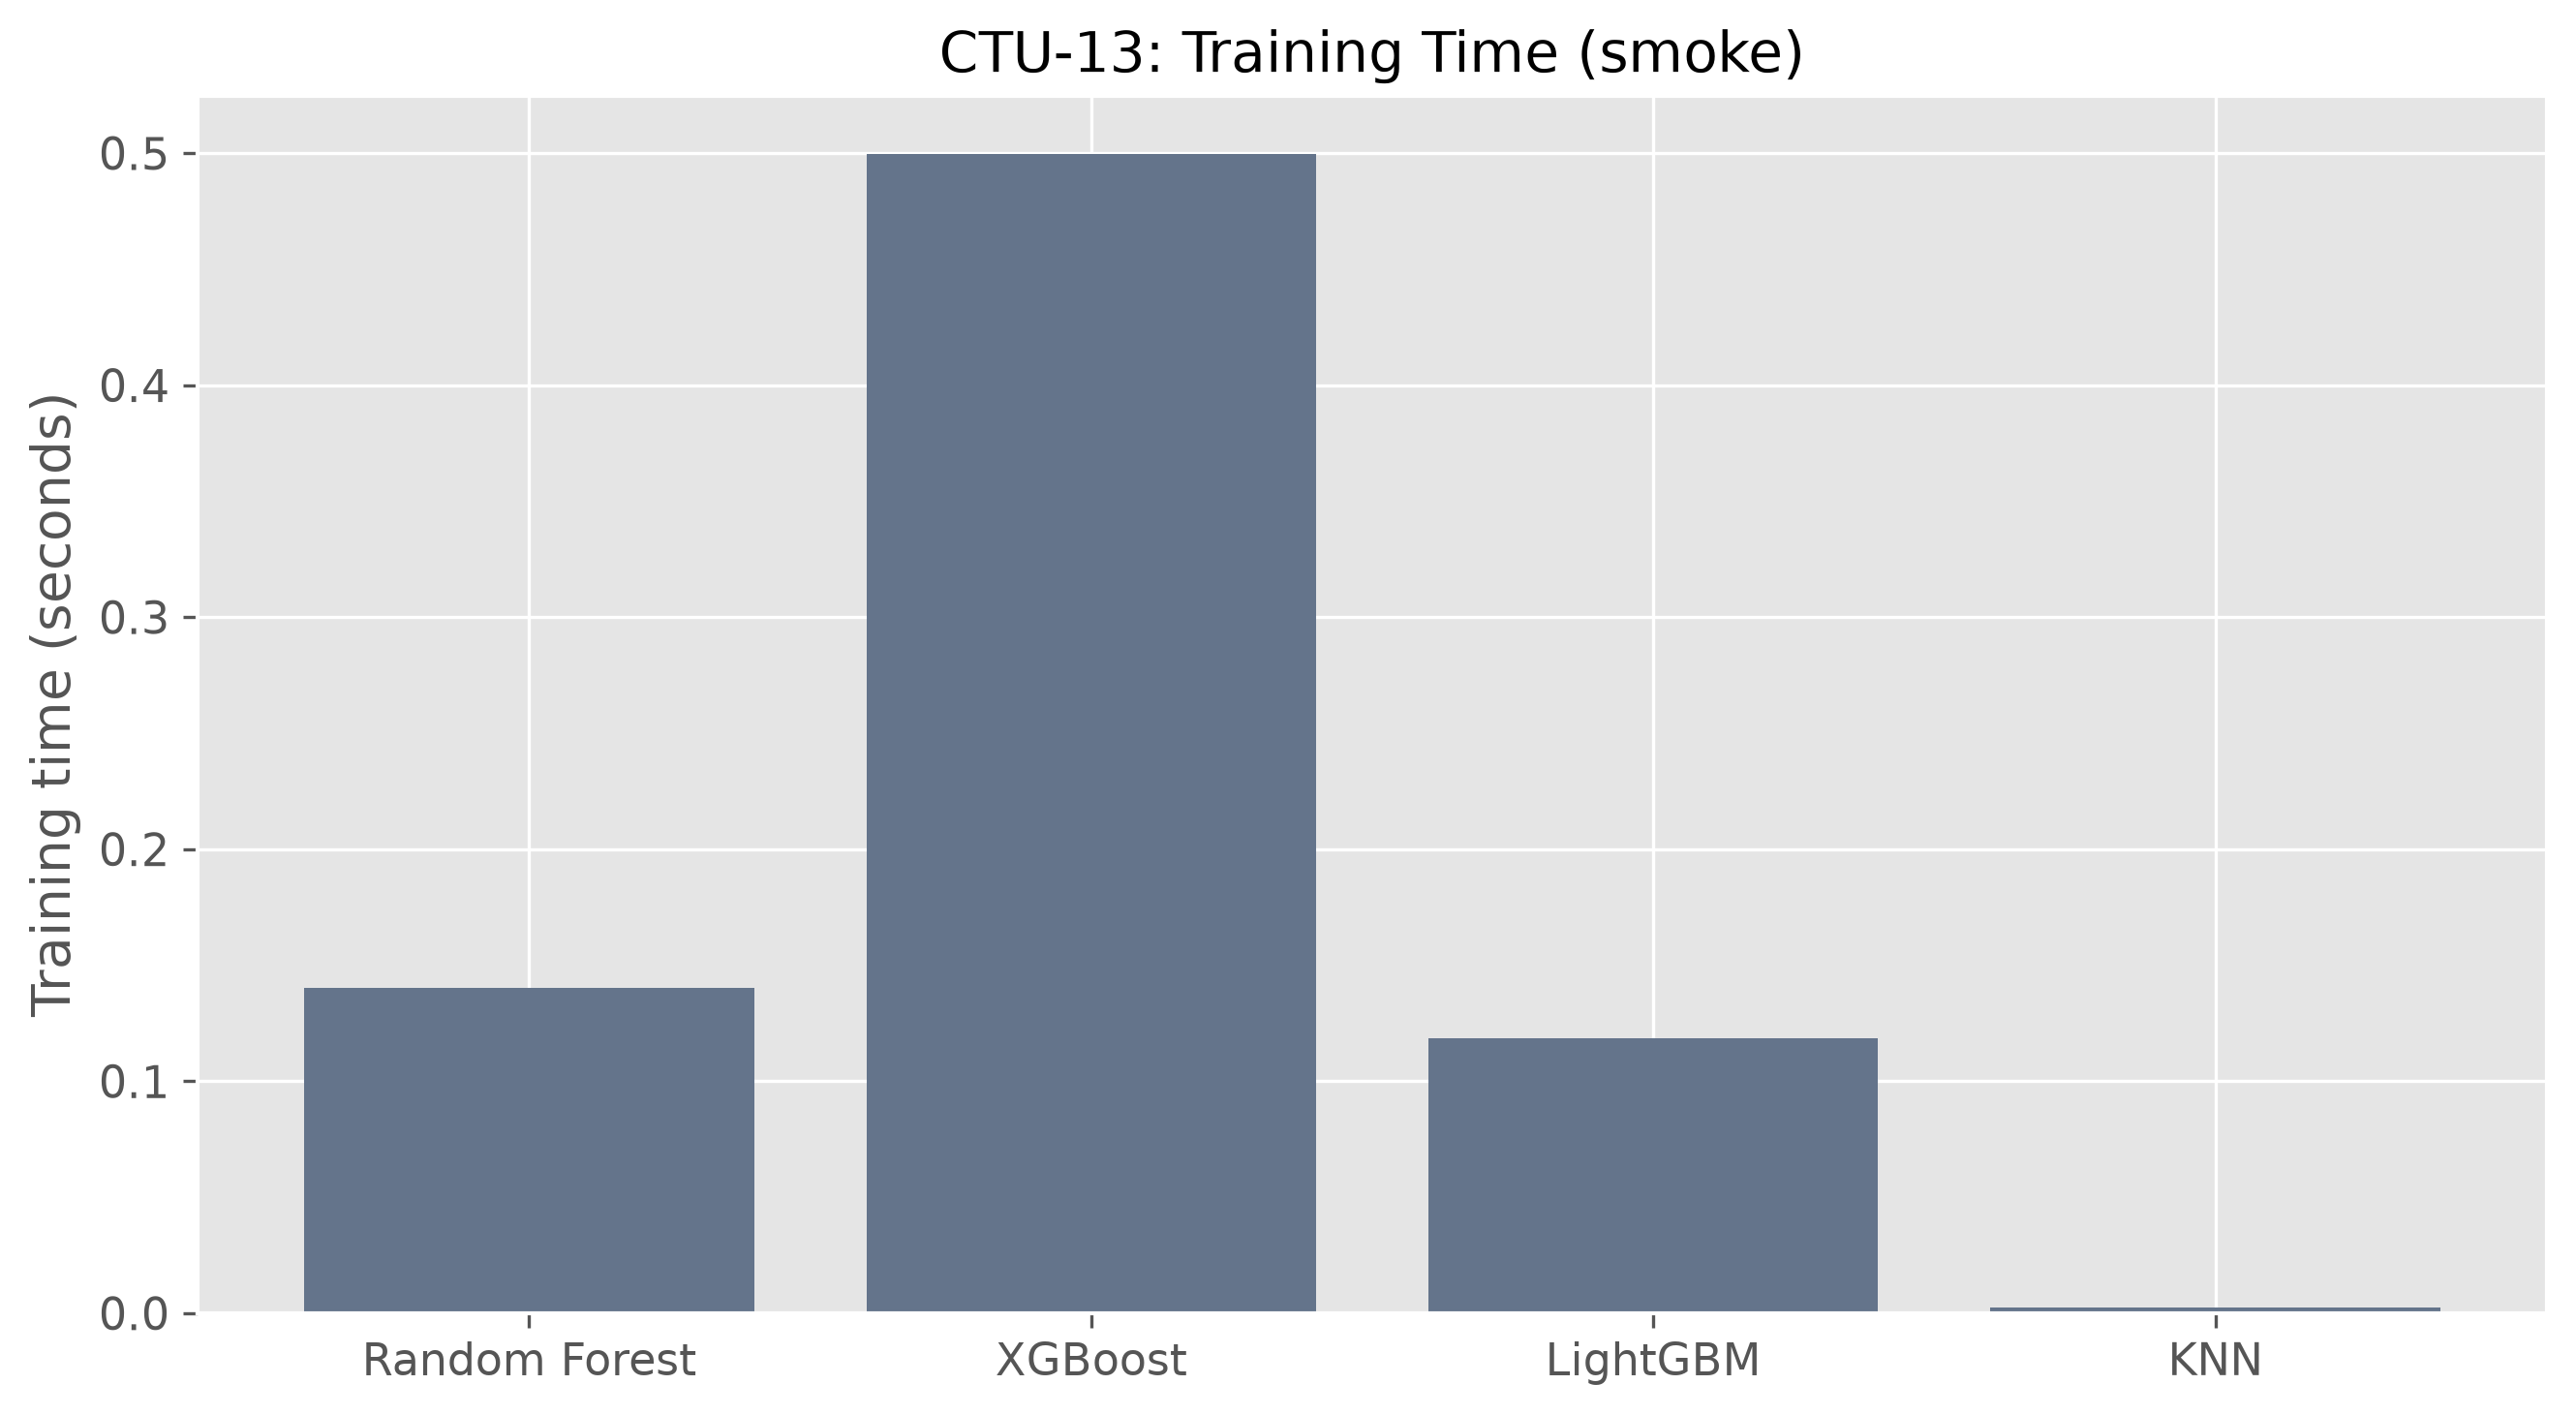 CTU-13: Training Time (smoke)
Training time (seconds)
0.5
0.4
0.3
0.2
0.1
0.0
Random Forest
XGBoost
LightGBM
KNN